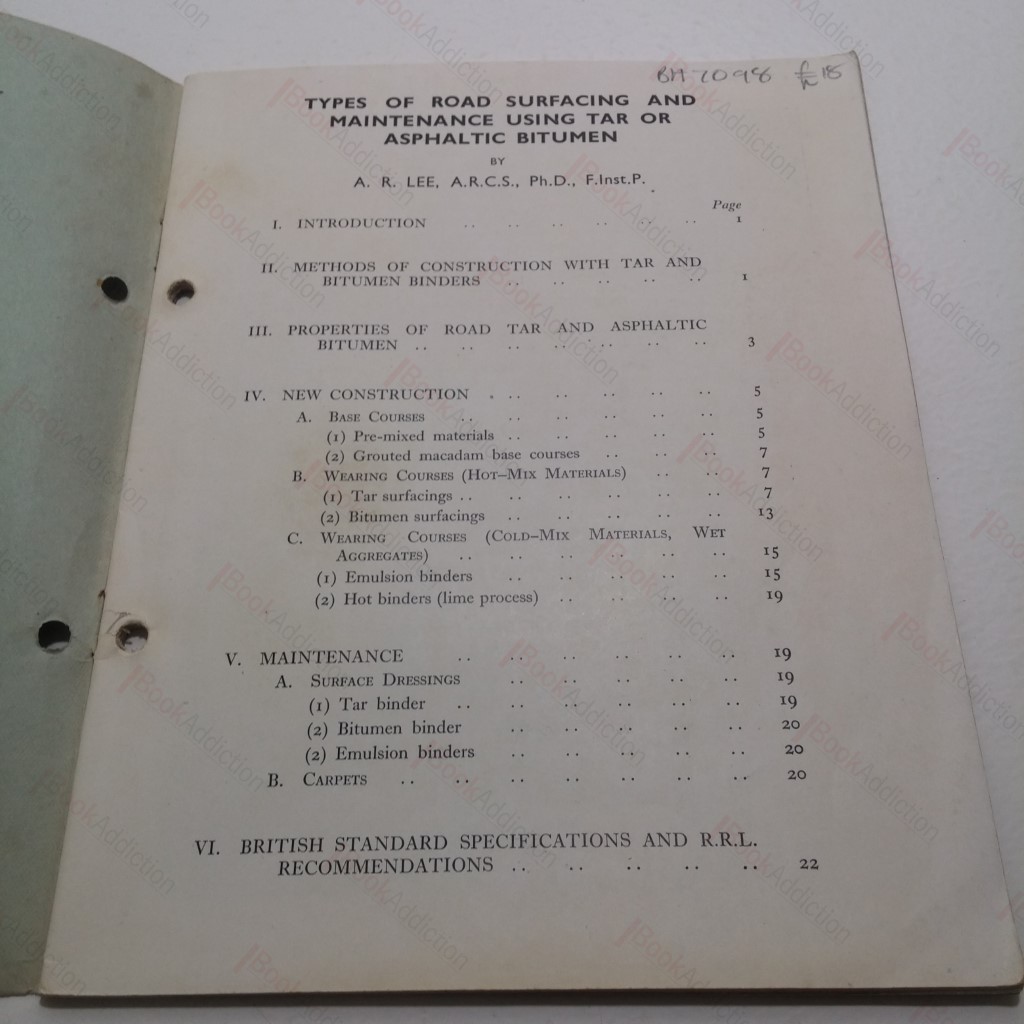 BH 7098 £18
TYPES OF ROAD SURFACING AND
MAINTENANCE USING TAR OR
ASPHALTIC BITUMEN
BY
A. R. LEE, A.R.C.S., Ph.D., F.Inst.P.
Page
I. INTRODUCTION .. .. .. .. .. .. 1
II. METHODS OF CONSTRUCTION WITH TAR AND
BITUMEN BINDERS .. .. .. .. .. 1
III. PROPERTIES OF ROAD TAR AND ASPHALTIC
BITUMEN .. .. .. .. .. .. .. 3
IV. NEW CONSTRUCTION .. .. .. .. .. 5
A. Base Courses .. .. .. .. .. .. 5
(1) Pre-mixed materials .. .. .. .. .. 5
(2) Grouted macadam base courses .. .. .. 7
B. Wearing Courses (Hot–Mix Materials) .. .. 7
(1) Tar surfacings .. .. .. .. .. .. 7
(2) Bitumen surfacings .. .. .. .. .. 13
C. Wearing Courses (Cold–Mix Materials, Wet
Aggregates) .. .. .. .. .. .. 15
(1) Emulsion binders .. .. .. .. .. 15
(2) Hot binders (lime process) .. .. .. .. 19
V. MAINTENANCE .. .. .. .. .. .. 19
A. Surface Dressings .. .. .. .. .. 19
(1) Tar binder .. .. .. .. .. .. 19
(2) Bitumen binder .. .. .. .. .. 20
(2) Emulsion binders .. .. .. .. .. 20
B. Carpets .. .. .. .. .. .. .. 20
VI. BRITISH STANDARD SPECIFICATIONS AND R.R.L.
RECOMMENDATIONS .. .. .. .. .. 22
BookAddiction